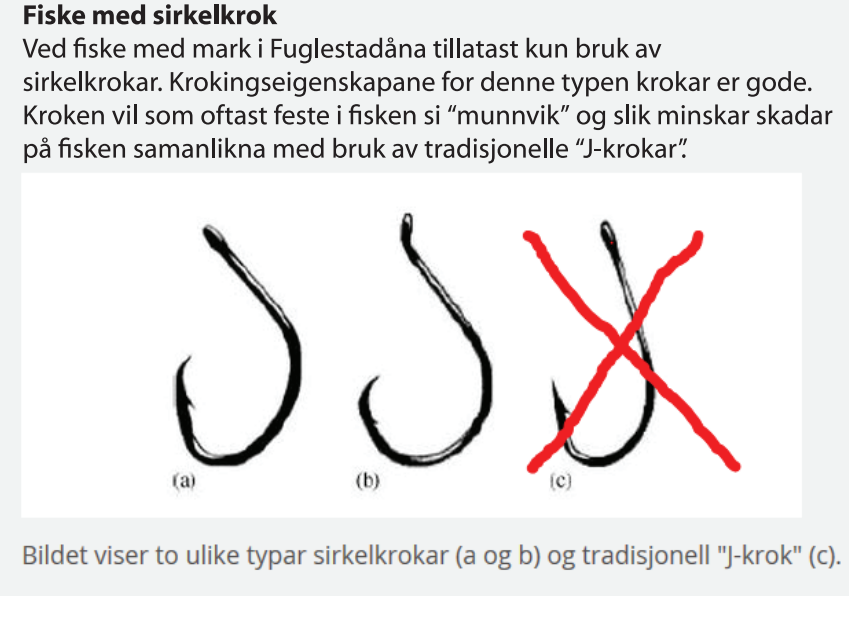 Fiske med sirkelkrok
Ved fiske med mark i Fuglestadåna tillatast kun bruk av
sirkelkrokar. Krokingseigenskapane for denne typen krokar er gode.
Kroken vil som oftast feste i fisken si “munnvik” og slik minskar skadar
på fisken samanlikna med bruk av tradisjonelle “J-krokar”.
(a) (b) (c)
Bildet viser to ulike typar sirkelkrokar (a og b) og tradisjonell "J-krok" (c).